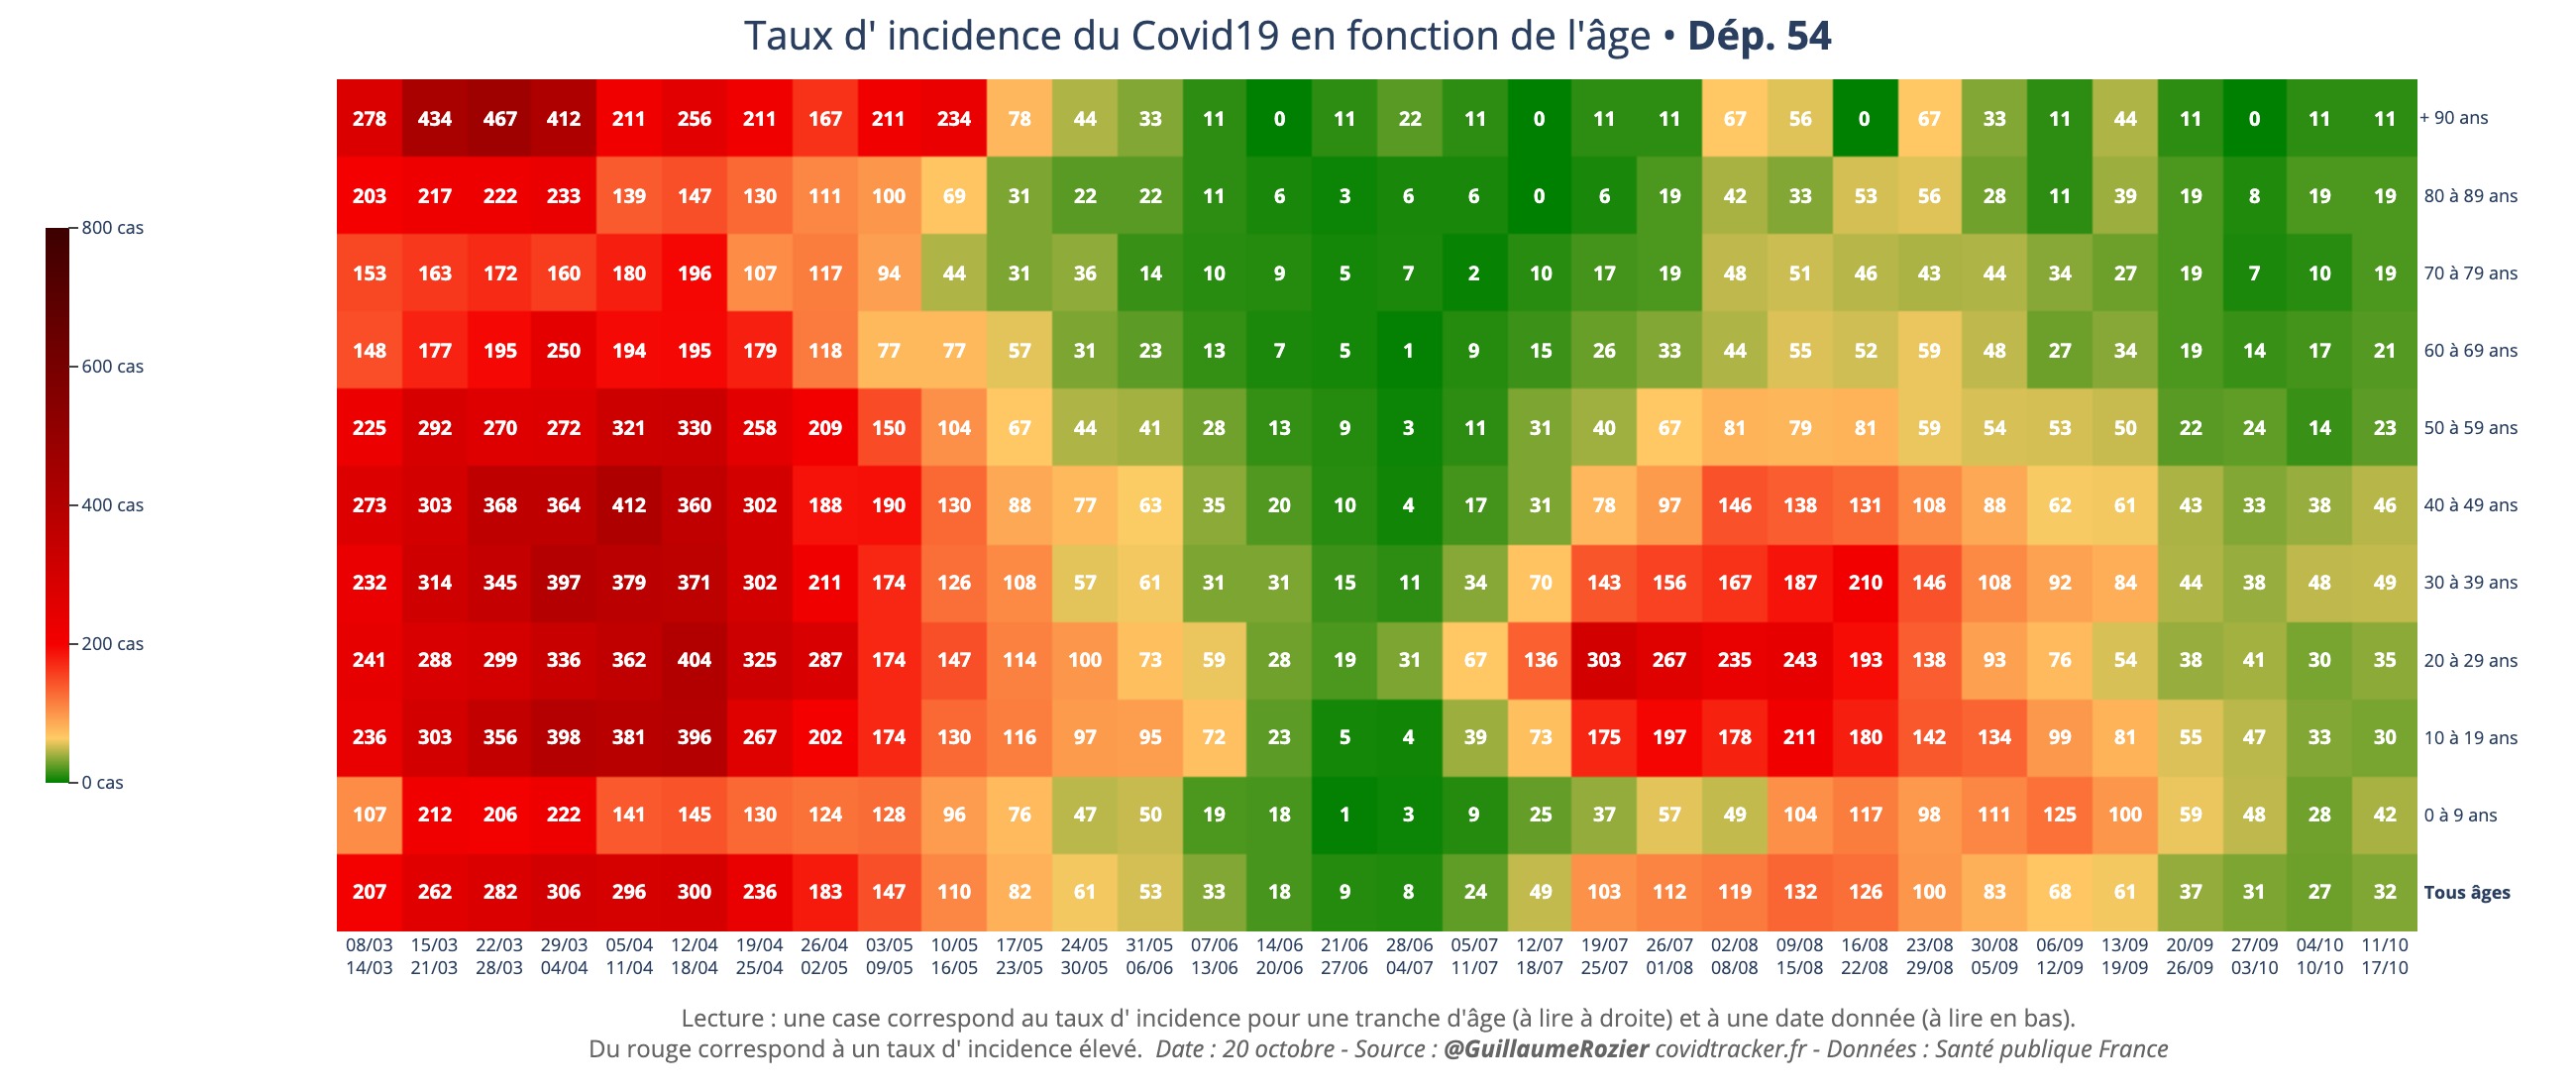 Taux d' incidence du Covid19 en fonction de l'âge • Dép. 54
800 cas
600 cas
400 cas
200 cas
0 cas
278 434 467 412 211 256 211 167 211 234 78 44 33 11 0 11 22 11 0 11 11 67 56 0 67 33 11 44 11 0 11 11 + 90 ans
203 217 222 233 139 147 130 111 100 69 31 22 22 11 6 3 6 6 0 6 19 42 33 53 56 28 11 39 19 8 19 19 80 à 89 ans
153 163 172 160 180 196 107 117 94 44 31 36 14 10 9 5 7 2 10 17 19 48 51 46 43 44 34 27 19 7 10 19 70 à 79 ans
148 177 195 250 194 195 179 118 77 77 57 31 23 13 7 5 1 9 15 26 33 44 55 52 59 48 27 34 19 14 17 21 60 à 69 ans
225 292 270 272 321 330 258 209 150 104 67 44 41 28 13 9 3 11 31 40 67 81 79 81 59 54 53 50 22 24 14 23 50 à 59 ans
273 303 368 364 412 360 302 188 190 130 88 77 63 35 20 10 4 17 31 78 97 146 138 131 108 88 62 61 43 33 38 46 40 à 49 ans
232 314 345 397 379 371 302 211 174 126 108 57 61 31 31 15 11 34 70 143 156 167 187 210 146 108 92 84 44 38 48 49 30 à 39 ans
241 288 299 336 362 404 325 287 174 147 114 100 73 59 28 19 31 67 136 303 267 235 243 193 138 93 76 54 38 41 30 35 20 à 29 ans
236 303 356 398 381 396 267 202 174 130 116 97 95 72 23 5 4 39 73 175 197 178 211 180 142 134 99 81 55 47 33 30 10 à 19 ans
107 212 206 222 141 145 130 124 128 96 76 47 50 19 18 1 3 9 25 37 57 49 104 117 98 111 125 100 59 48 28 42 0 à 9 ans
207 262 282 306 296 300 236 183 147 110 82 61 53 33 18 9 8 24 49 103 112 119 132 126 100 83 68 61 37 31 27 32 Tous âges
08/03 15/03 22/03 29/03 05/04 12/04 19/04 26/04 03/05 10/05 17/05 24/05 31/05 07/06 14/06 21/06 28/06 05/07 12/07 19/07 26/07 02/08 09/08 16/08 23/08 30/08 06/09 13/09 20/09 27/09 04/10 11/10
14/03 21/03 28/03 04/04 11/04 18/04 25/04 02/05 09/05 16/05 23/05 30/05 06/06 13/06 20/06 27/06 04/07 11/07 18/07 25/07 01/08 08/08 15/08 22/08 29/08 05/09 12/09 19/09 26/09 03/10 10/10 17/10
Lecture : une case correspond au taux d' incidence pour une tranche d'âge (à lire à droite) et à une date donnée (à lire en bas).
Du rouge correspond à un taux d' incidence élevé. Date : 20 octobre - Source : @GuillaumeRozier covidtracker.fr - Données : Santé publique France